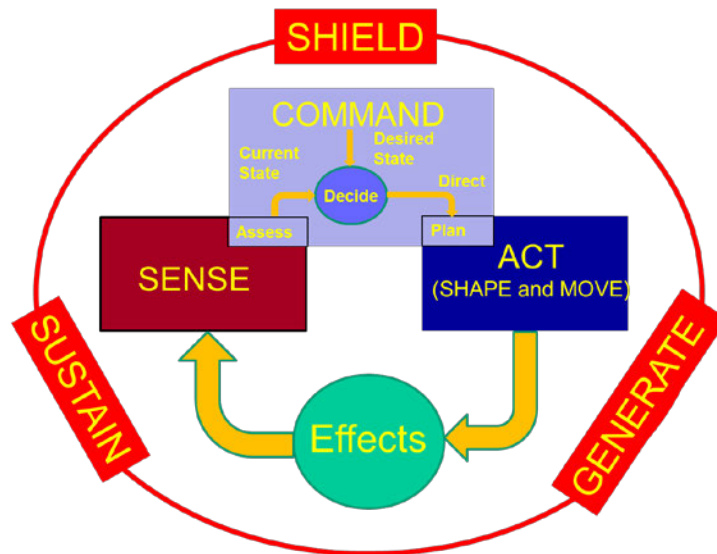 SHIELD
COMMAND
Current
State
Desired
State
Decide
Direct
Assess
Plan
SENSE
ACT
(SHAPE and MOVE)
SUSTAIN
GENERATE
Effects